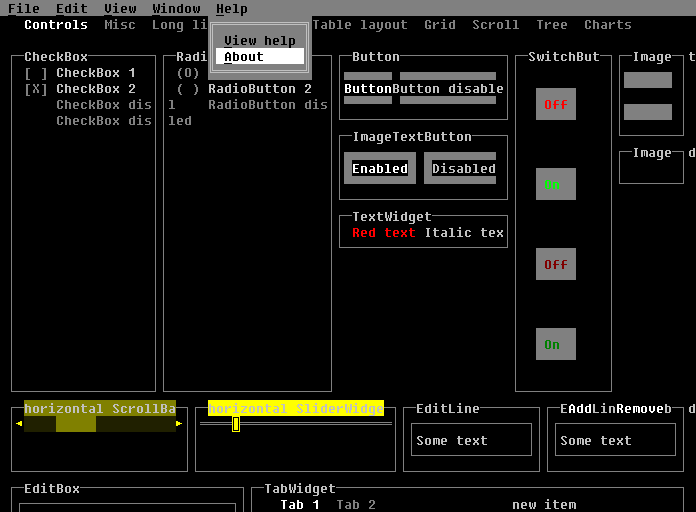 File Edit View Window Help
Controls Misc Long li Table layout Grid Scroll Tree Charts
View help
About
CheckBox Radi Button SwitchBut Image t
[ ] CheckBox 1 (O)
[X] CheckBox 2 ( ) RadioButton 2 ButtonButton disable
CheckBox dis l RadioButton dis Off
CheckBox dis led
ImageTextButton Image d
Enabled Disabled
On
TextWidget
Red text Italic tex
Off
On
horizontal ScrollBa horizontal SliderWidge EditLine EAddLinRemoveb d
Some text Some text
EditBox TabWidget
Tab 1 Tab 2 new item